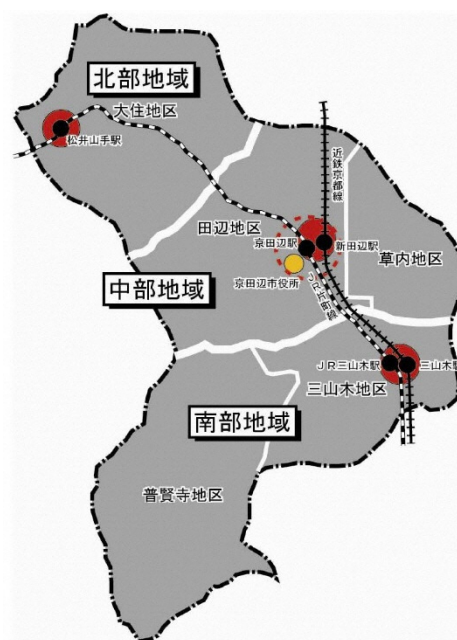 北部地域
大住地区
松井山手駅
近鉄京都線
田辺地区
京田辺駅
新田辺駅
草内地区
京田辺市役所
JR片町線
中部地域
JR三山木駅
三山木駅
三山木地区
南部地域
普賢寺地区